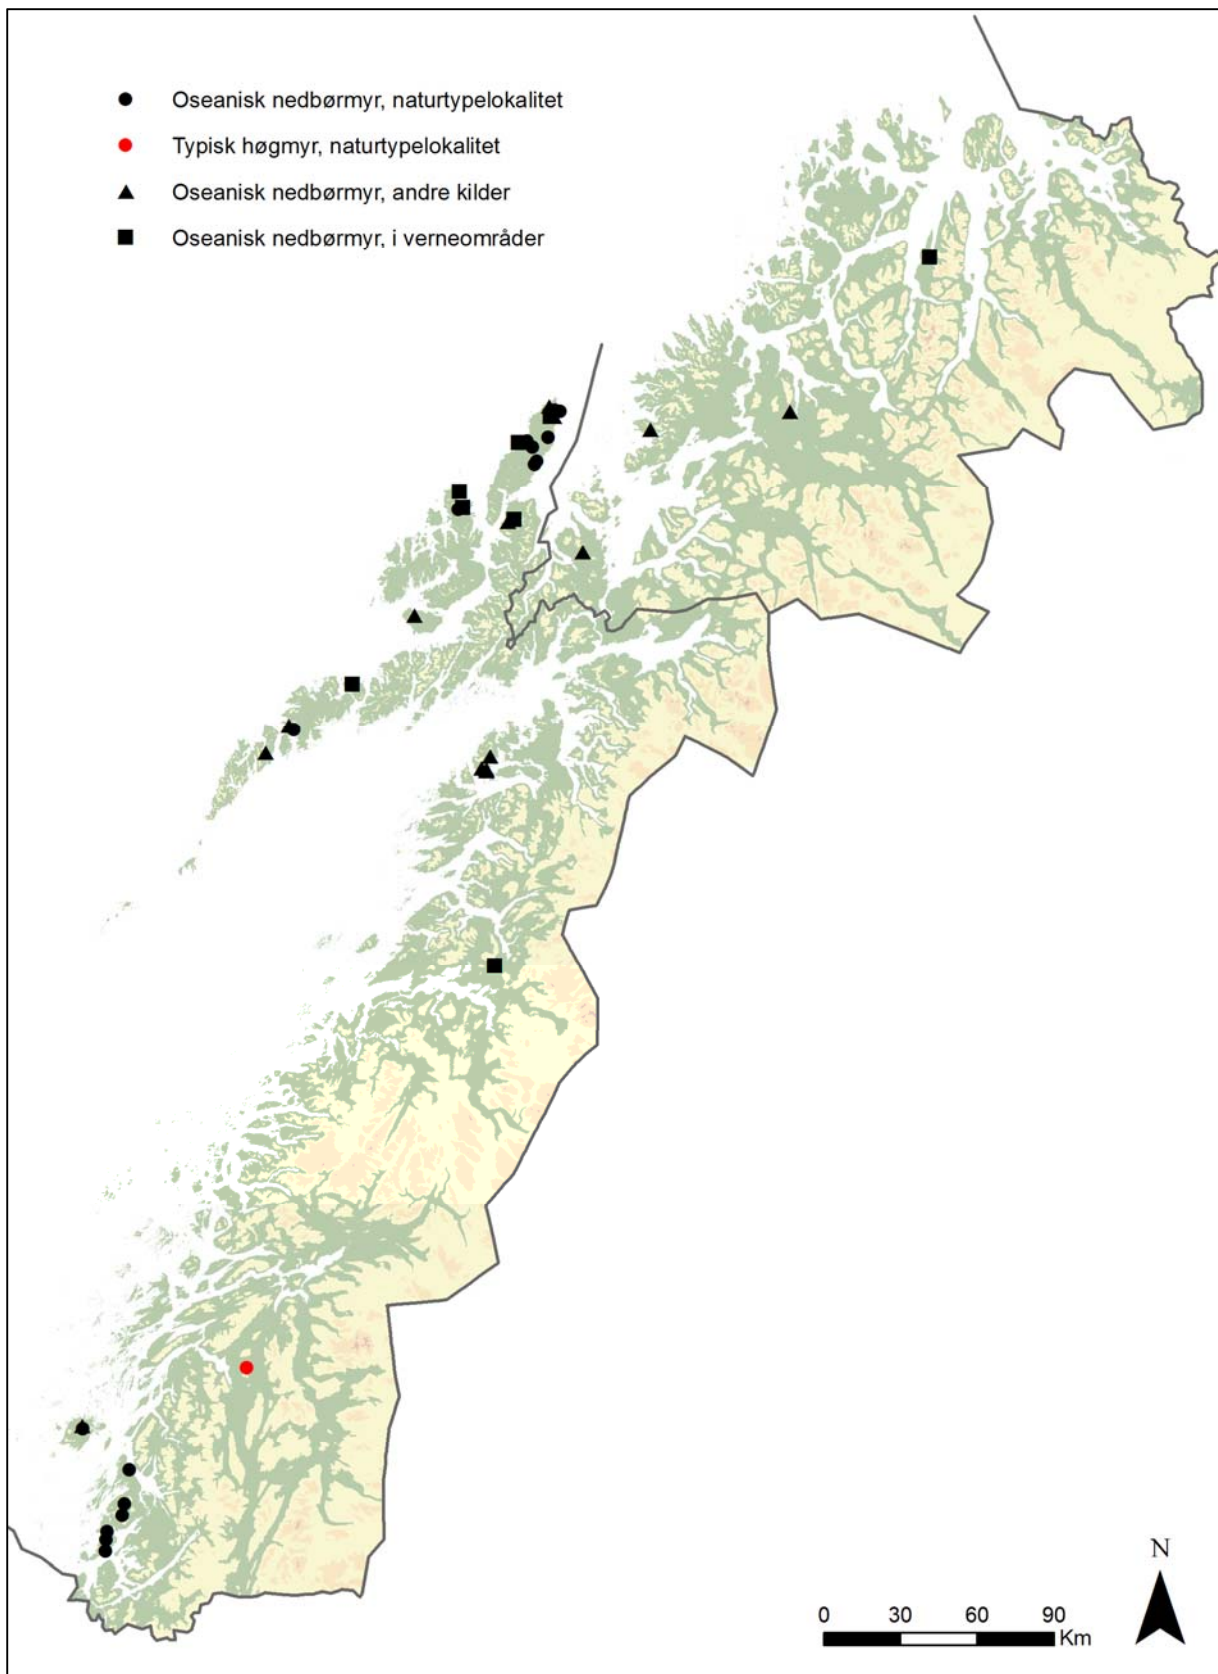 Oseanisk nedbørmyr, naturtypelokalitet
Typisk høgmyr, naturtypelokalitet
Oseanisk nedbørmyr, andre kilder
Oseanisk nedbørmyr, i verneområder
N
0 30 60 90
Km